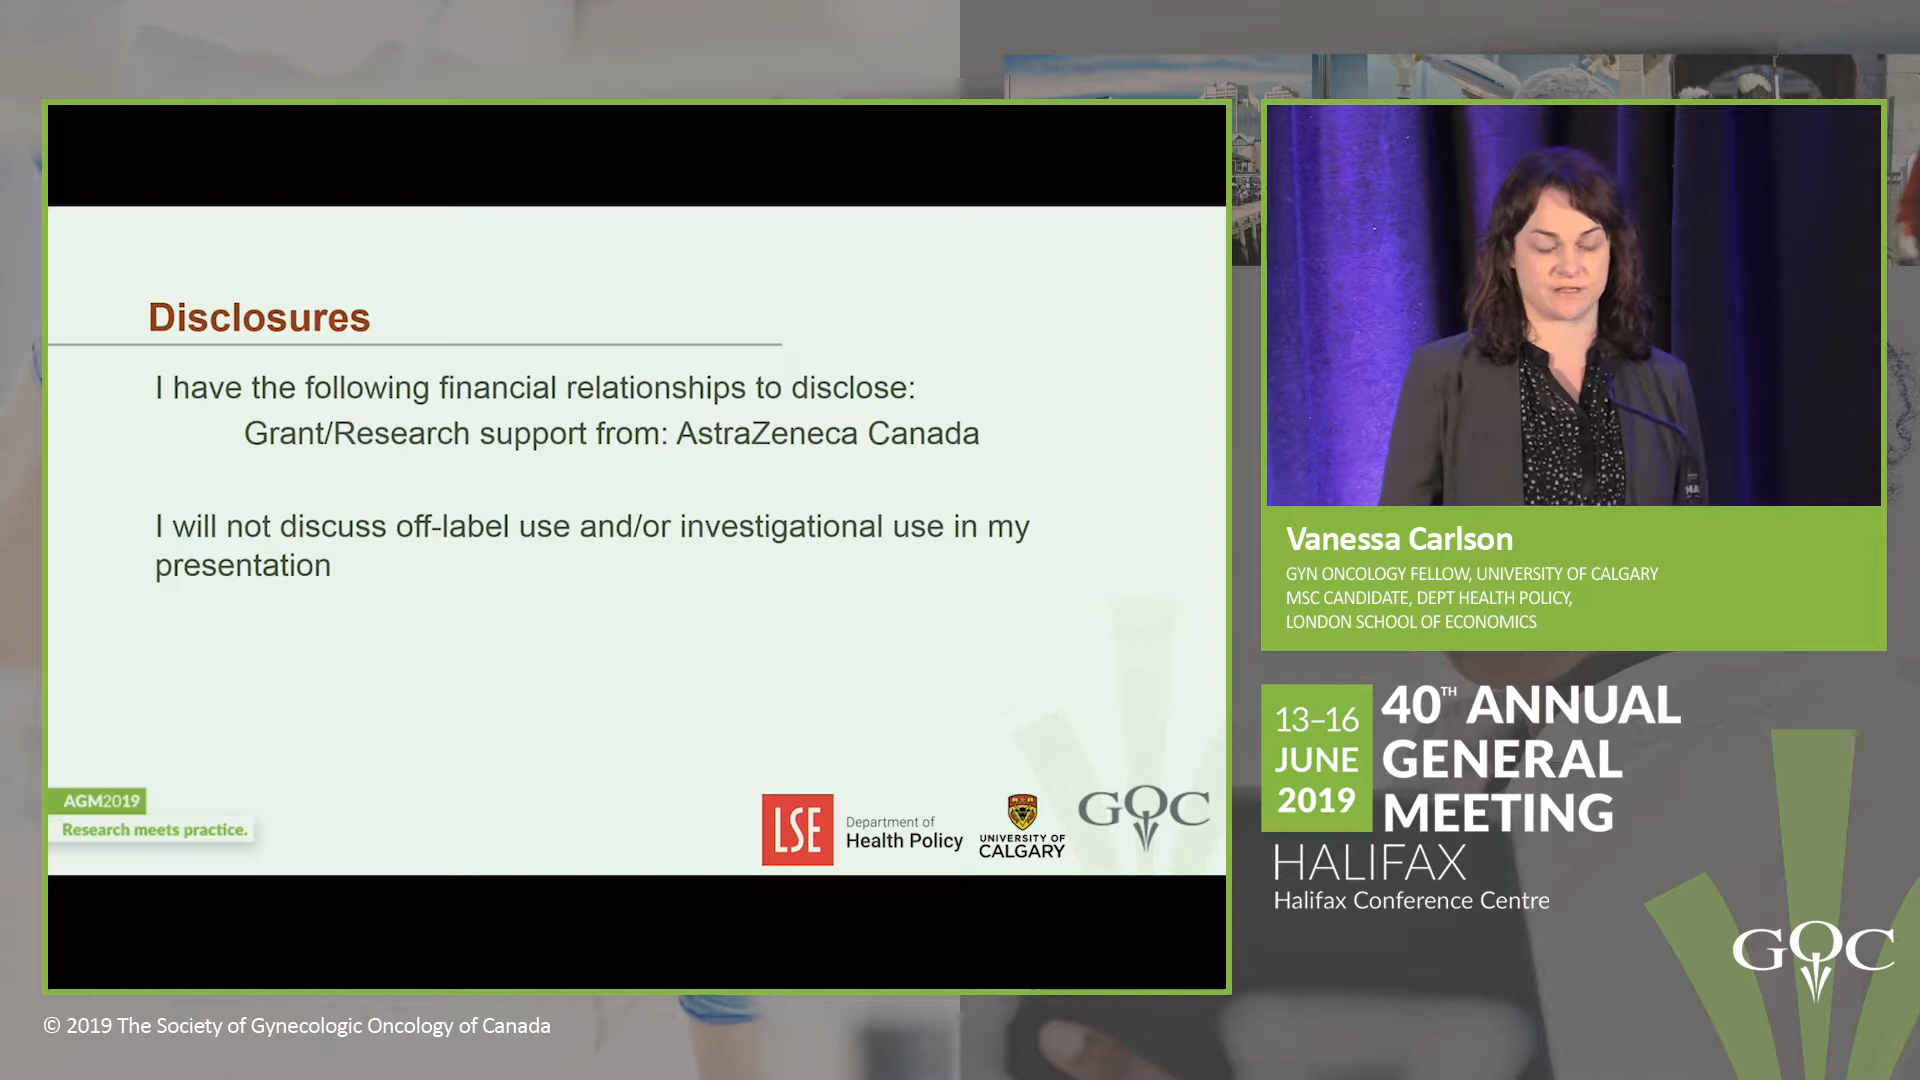 Disclosures
I have the following financial relationships to disclose:
Grant/Research support from: AstraZeneca Canada
I will not discuss off-label use and/or investigational use in my
presentation
AGM2019
Research meets practice.
LSE
Department of
Health Policy
UNIVERSITY OF
CALGARY
GOC
Vanessa Carlson
GYN ONCOLOGY FELLOW, UNIVERSITY OF CALGARY
MSC CANDIDATE, DEPT HEALTH POLICY,
LONDON SCHOOL OF ECONOMICS
13–16
JUNE
2019
40TH ANNUAL
GENERAL
MEETING
HALIFAX
Halifax Conference Centre
GOC
© 2019 The Society of Gynecologic Oncology of Canada